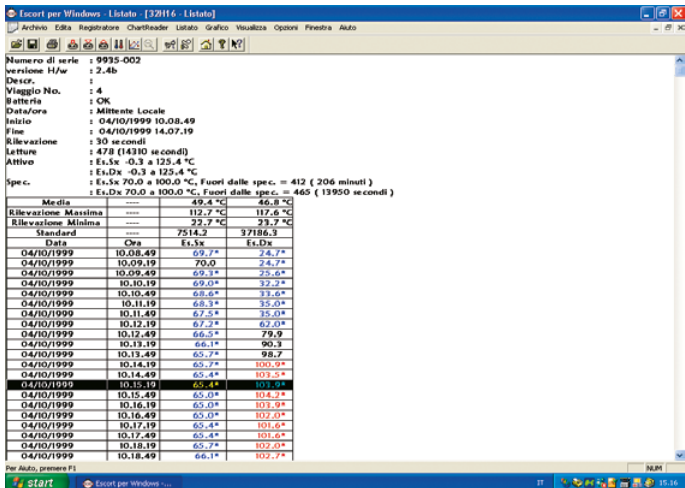 Escort per Windows - Listato - [32H16 - Listato]
Archivio Edita Registratore ChartReader Listato Grafico Visualizza Opzioni Finestra Aiuto
Numero di serie : 9935-002
versione H/w : 2.4b
Descr. :
Viaggio No. : 4
Batteria : OK
Data/ora : Mittente Locale
Inizio : 04/10/1999 10.08.49
Fine : 04/10/1999 14.07.19
Rilevazione : 30 secondi
Letture : 478 (14310 secondi)
Attivo : Es.Sx -0.3 a 125.4 °C
: Es.Dx -0.3 a 125.4 °C
Spec. : Es.Sx 70.0 a 100.0 °C, Fuori dalle spec. = 412 ( 206 minuti )
: Es.Dx 70.0 a 100.0 °C, Fuori dalle spec. = 465 ( 13950 secondi )
Media ---- 49.4 °C 46.8 °C
Rilevazione Massima ---- 112.7 °C 117.6 °C
Rilevazione Minima ---- 22.7 °C 23.7 °C
Standard 7514.2 37186.3
Data Ora Es.Sx Es.Dx
04/10/1999 10.08.49 69.7* 24.7*
04/10/1999 10.09.19 70.0 24.7*
04/10/1999 10.09.49 69.3* 25.6*
04/10/1999 10.10.19 69.0* 32.2*
04/10/1999 10.10.49 68.6* 33.6*
04/10/1999 10.11.19 68.3* 35.0*
04/10/1999 10.11.49 67.5* 35.0*
04/10/1999 10.12.19 67.2* 62.0*
04/10/1999 10.12.49 66.5* 79.9
04/10/1999 10.13.19 66.1* 90.3
04/10/1999 10.13.49 65.7* 98.7
04/10/1999 10.14.19 65.7* 100.9*
04/10/1999 10.14.49 65.4* 103.5*
04/10/1999 10.15.19 65.4* 103.9*
04/10/1999 10.15.49 65.0* 104.2*
04/10/1999 10.16.19 65.0* 103.9*
04/10/1999 10.16.49 65.0* 102.0*
04/10/1999 10.17.19 65.4* 101.6*
04/10/1999 10.17.49 65.4* 101.6*
04/10/1999 10.18.19 65.7* 102.0*
04/10/1999 10.18.49 66.1* 102.7*
Per Aiuto, premere F1 NUM
start Escort per Windows -... IT 15.16